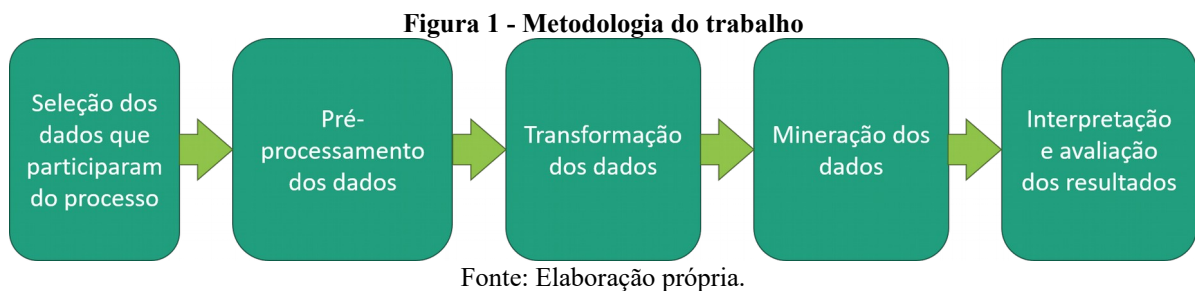 Figura 1 - Metodologia do trabalho
Seleção dos
dados que
participaram
do processo
Pré-
processamento
dos dados
Transformação
dos dados
Mineração dos
dados
Interpretação
e avaliação
dos resultados
Fonte: Elaboração própria.